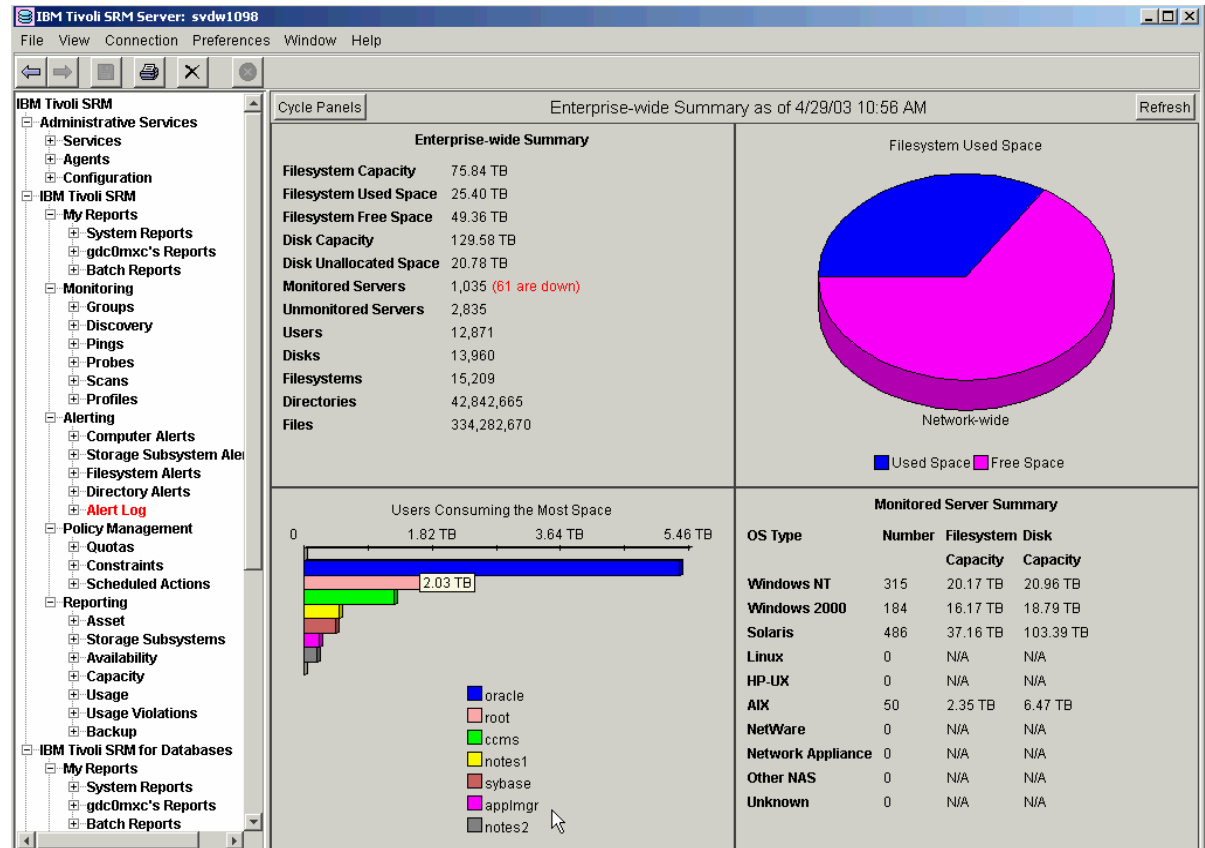 IBM Tivoli SRM Server: svdw1098
File View Connection Preferences Window Help
IBM Tivoli SRM
Administrative Services
Services
Agents
Configuration
IBM Tivoli SRM
My Reports
System Reports
gdc0mxc's Reports
Batch Reports
Monitoring
Groups
Discovery
Pings
Probes
Scans
Profiles
Alerting
Computer Alerts
Storage Subsystem Aler
Filesystem Alerts
Directory Alerts
Alert Log
Policy Management
Quotas
Constraints
Scheduled Actions
Reporting
Asset
Storage Subsystems
Availability
Capacity
Usage
Usage Violations
Backup
IBM Tivoli SRM for Databases
My Reports
System Reports
gdc0mxc's Reports
Batch Reports
Cycle Panels Enterprise-wide Summary as of 4/29/03 10:56 AM Refresh
Enterprise-wide Summary
Filesystem Capacity 75.84 TB
Filesystem Used Space 25.40 TB
Filesystem Free Space 49.36 TB
Disk Capacity 129.58 TB
Disk Unallocated Space 20.78 TB
Monitored Servers 1,035 (61 are down)
Unmonitored Servers 2,835
Users 12,871
Disks 13,960
Filesystems 15,209
Directories 42,842,665
Files 334,282,670
Filesystem Used Space
Network-wide
Used Space Free Space
Users Consuming the Most Space
0 1.82 TB 3.64 TB 5.46 TB
2.03 TB
oracle
root
ccms
notes1
sybase
applmgr
notes2
Monitored Server Summary
OS Type Number Filesystem Disk
Capacity Capacity
Windows NT 315 20.17 TB 20.96 TB
Windows 2000 184 16.17 TB 18.79 TB
Solaris 486 37.16 TB 103.39 TB
Linux 0 N/A N/A
HP-UX 0 N/A N/A
AIX 50 2.35 TB 6.47 TB
NetWare 0 N/A N/A
Network Appliance 0 N/A N/A
Other NAS 0 N/A N/A
Unknown 0 N/A N/A